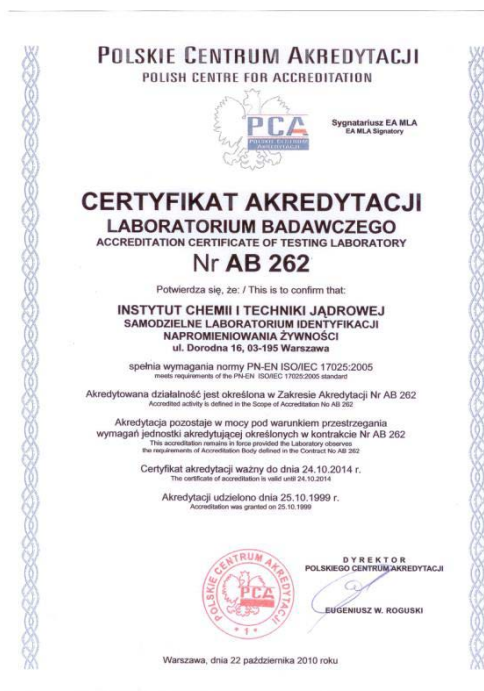 POLSKIE CENTRUM AKREDYTACJI
POLISH CENTRE FOR ACCREDITATION
PCA
POLSKIE CENTRUM
AKREDYTACJI
Sygnatariusz EA MLA
EA MLA Signatory
CERTYFIKAT AKREDYTACJI
LABORATORIUM BADAWCZEGO
ACCREDITATION CERTIFICATE OF TESTING LABORATORY
Nr AB 262
Potwierdza się, że: / This is to confirm that:
INSTYTUT CHEMII I TECHNIKI JĄDROWEJ
SAMODZIELNE LABORATORIUM IDENTYFIKACJI
NAPROMIENIOWANIA ŻYWNOŚCI
ul. Dorodna 16, 03-195 Warszawa
spełnia wymagania normy PN-EN ISO/IEC 17025:2005
meets requirements of the PN-EN ISO/IEC 17025:2005 standard
Akredytowana działalność jest określona w Zakresie Akredytacji Nr AB 262
Accredited activity is defined in the Scope of Accreditation No AB 262
Akredytacja pozostaje w mocy pod warunkiem przestrzegania
wymagań jednostki akredytującej określonych w kontrakcie Nr AB 262
This accreditation remains in force provided the Laboratory observes
the requirements of Accreditation Body defined in the Contract No AB 262
Certyfikat akredytacji ważny do dnia 24.10.2014 r.
The certificate of accreditation is valid until 24.10.2014
Akredytacji udzielono dnia 25.10.1999 r.
Accreditation was granted on 25.10.1999
POLSKIE CENTRUM AKREDYTACJI
PCA
* 1 *
DYREKTOR
POLSKIEGO CENTRUM AKREDYTACJI
EUGENIUSZ W. ROGUSKI
Warszawa, dnia 22 października 2010 roku